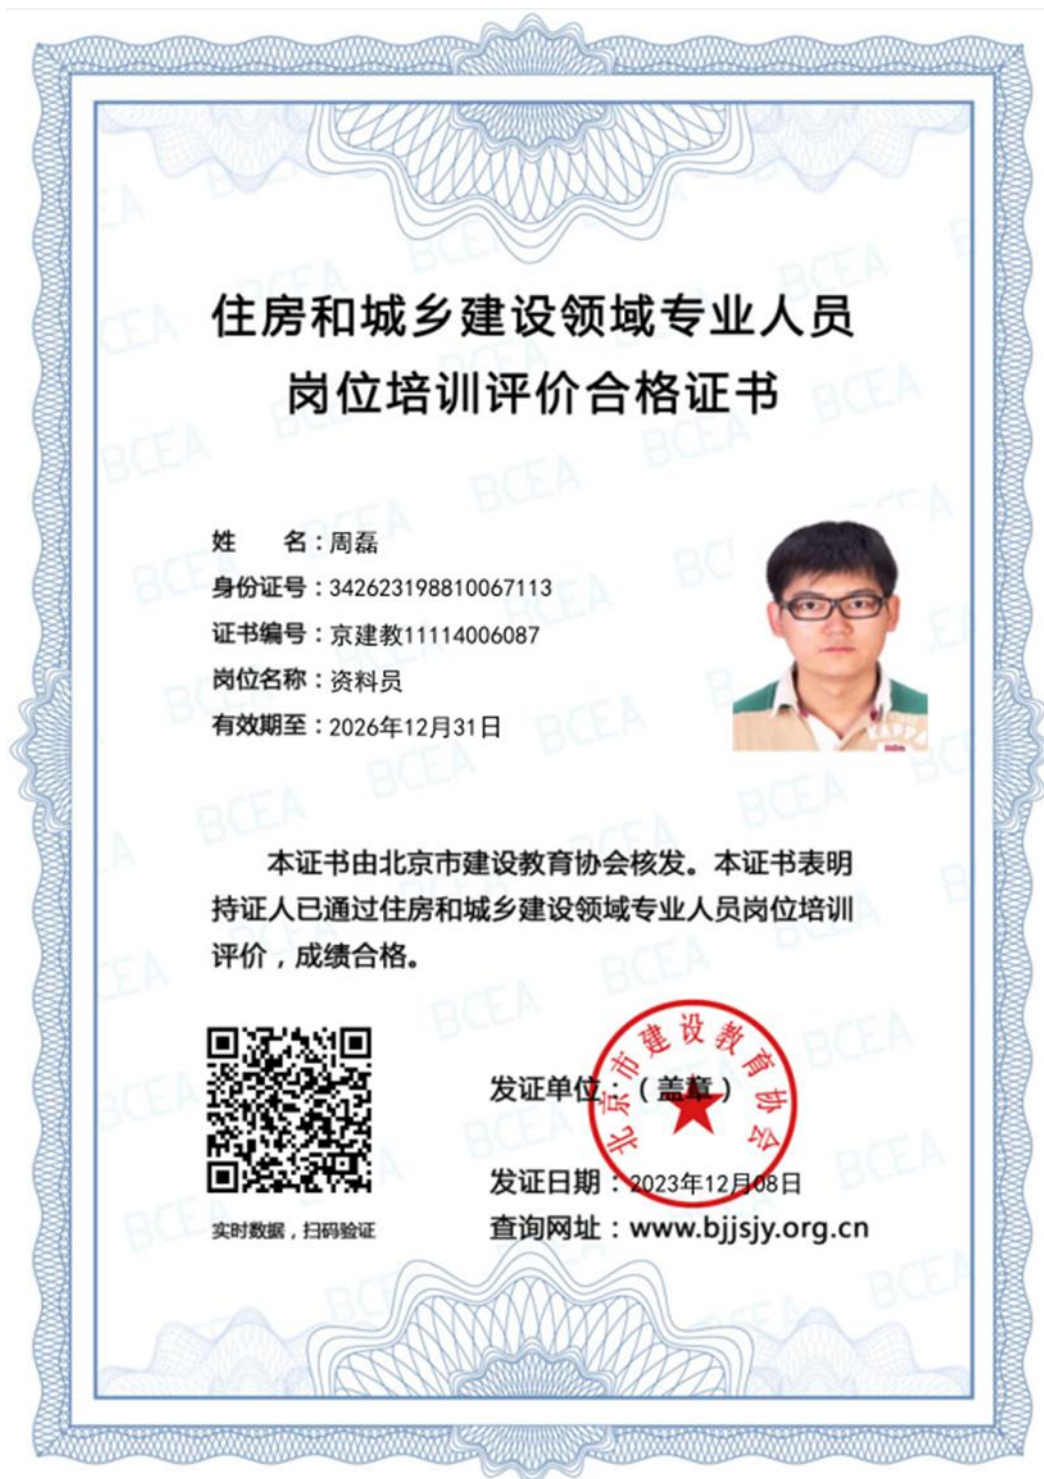 住房和城乡建设领域专业人员
岗位培训评价合格证书
姓 名：周磊
身份证号：342623198810067113
证书编号：京建教11114006087
岗位名称：资料员
有效期至：2026年12月31日
KAPPA
本证书由北京市建设教育协会核发。本证书表明
持证人已通过住房和城乡建设领域专业人员岗位培训
评价，成绩合格。
北京市建设教育协会
发证单位：（盖章）
发证日期：2023年12月08日
查询网址：www.bjjsjy.org.cn
实时数据，扫码验证
BCEA